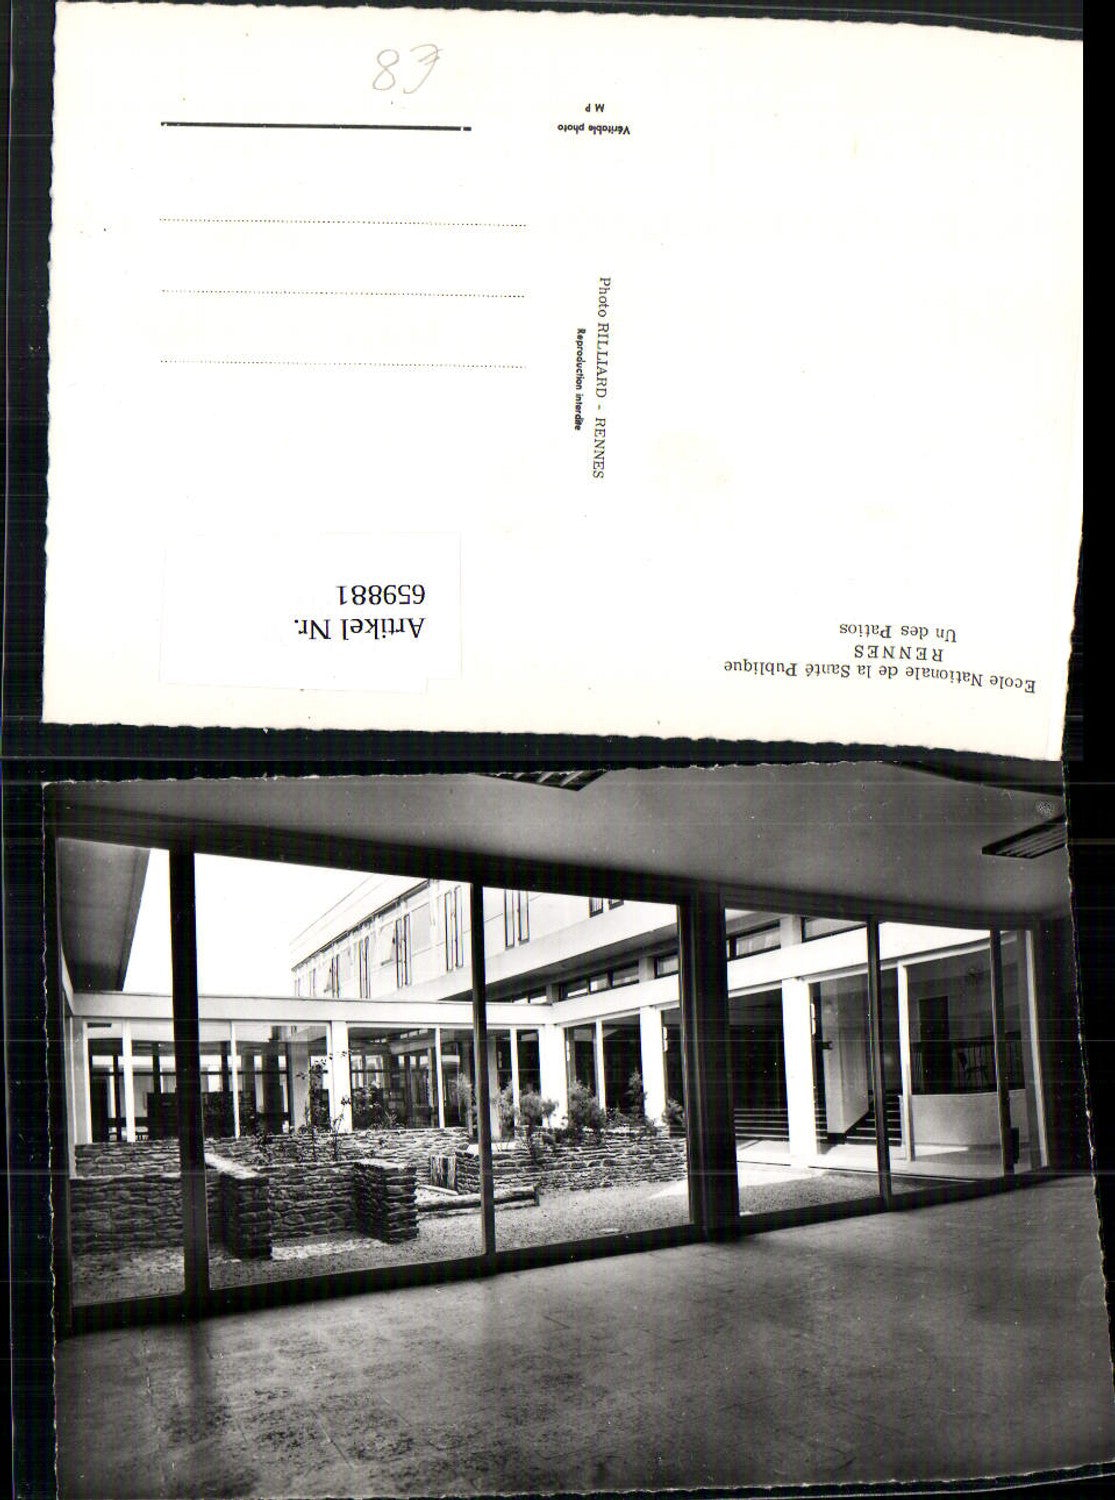 Ecole Nationale de la Santé Publique
RENNES
Un des Patios
Photo RILLIARD - RENNES
Reproduction interdite
Véritable photo
M P
Artikel Nr.
659881